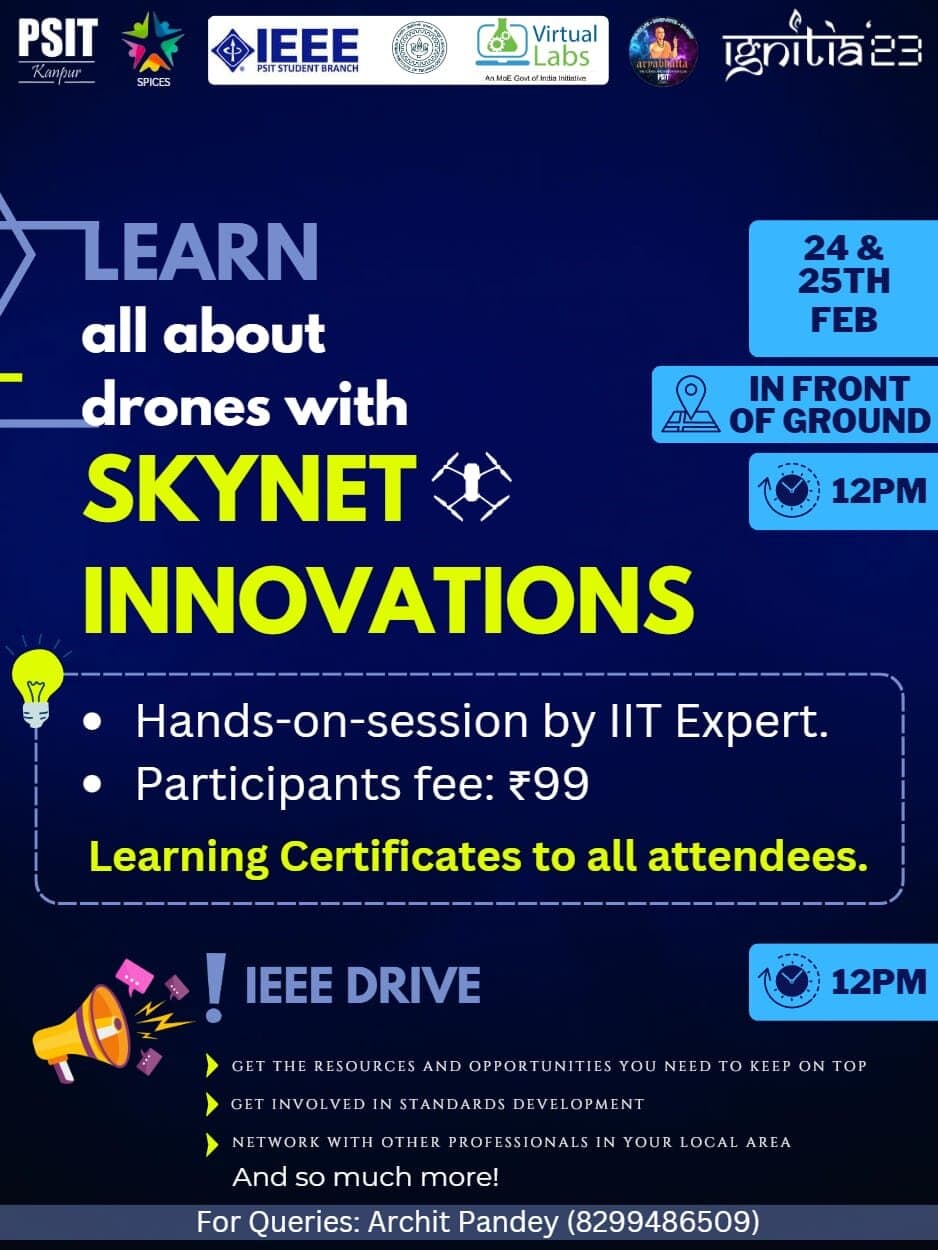 PSIT
Kanpur
SPICES
IEEE
PSIT STUDENT BRANCH
Virtual
Labs
An MoE Govt of India Initiative
aryabhatta
PSIT
ignitia'23
LEARN
all about
drones with
SKYNET
INNOVATIONS
24 &
25TH
FEB
IN FRONT
OF GROUND
12PM
• Hands-on-session by IIT Expert.
• Participants fee: ₹99
Learning Certificates to all attendees.
! IEEE DRIVE
12PM
GET THE RESOURCES AND OPPORTUNITIES YOU NEED TO KEEP ON TOP
GET INVOLVED IN STANDARDS DEVELOPMENT
NETWORK WITH OTHER PROFESSIONALS IN YOUR LOCAL AREA
And so much more!
For Queries: Archit Pandey (8299486509)